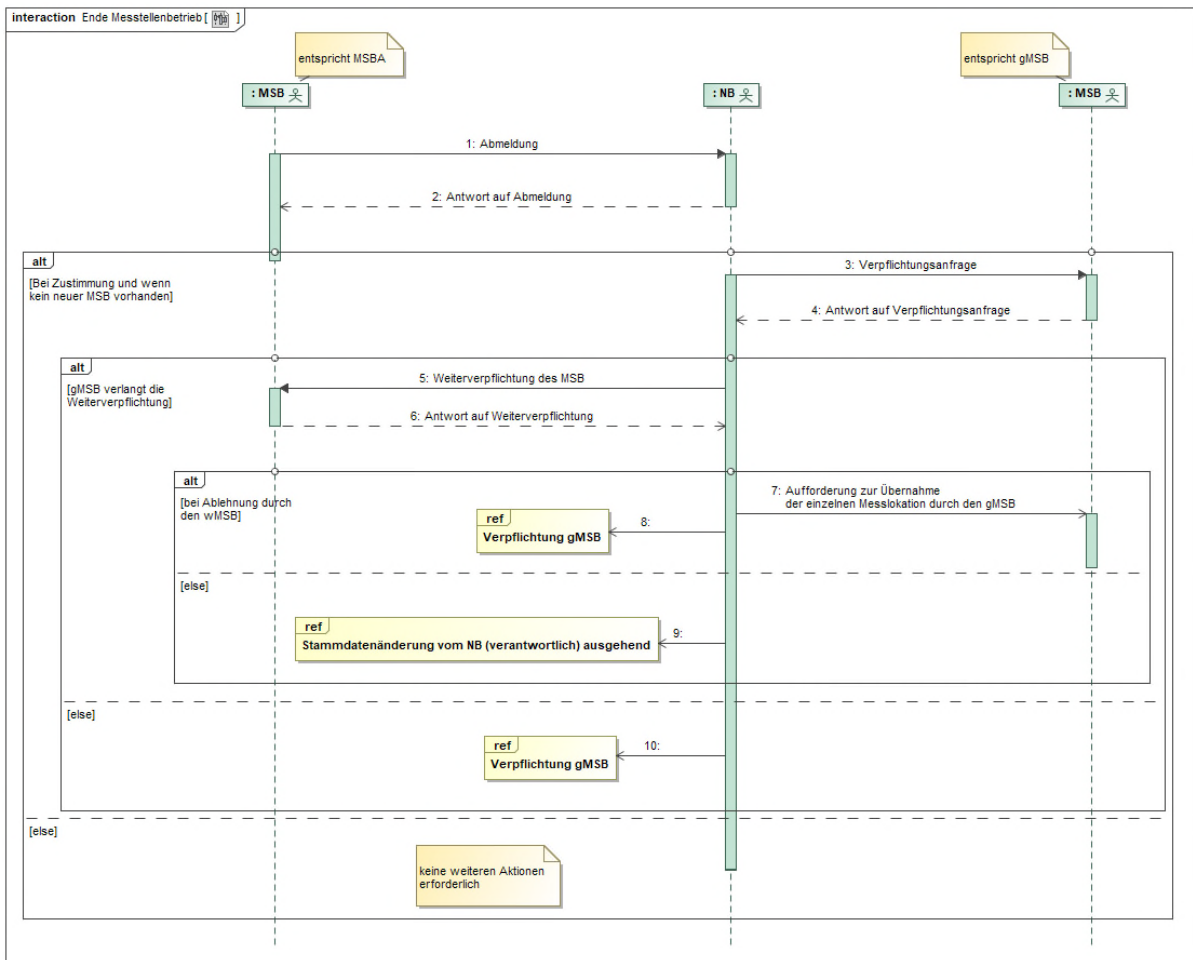 interaction Ende Messtellenbetrieb [ ]
entspricht MSBA
entspricht gMSB
: MSB
: NB
: MSB
1: Abmeldung
2: Antwort auf Abmeldung
alt
[Bei Zustimmung und wenn
kein neuer MSB vorhanden]
3: Verpflichtungsanfrage
4: Antwort auf Verpflichtungsanfrage
alt
[gMSB verlangt die
Weiterverpflichtung]
5: Weiterverpflichtung des MSB
6: Antwort auf Weiterverpflichtung
alt
[bei Ablehnung durch
den wMSB]
7: Aufforderung zur Übernahme
der einzelnen Messlokation durch den gMSB
ref
Verpflichtung gMSB
8:
[else]
ref
Stammdatenänderung vom NB (verantwortlich) ausgehend
9:
[else]
ref
Verpflichtung gMSB
10:
[else]
keine weiteren Aktionen
erforderlich